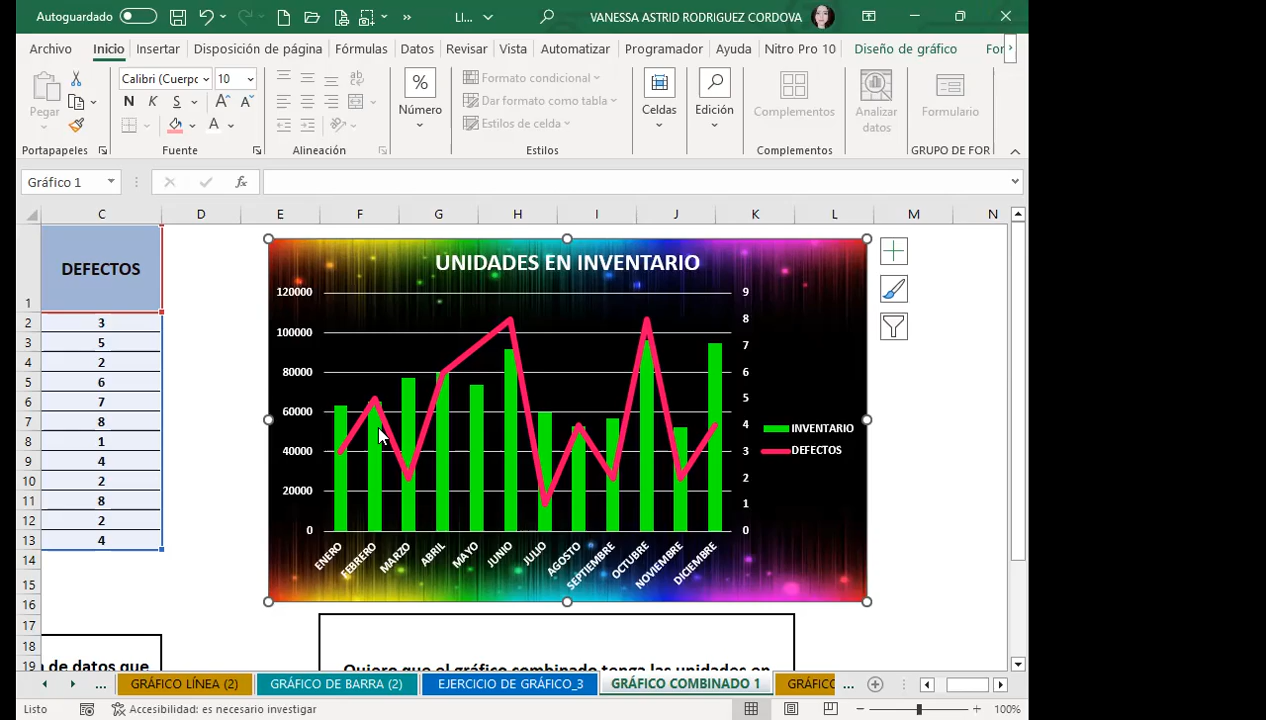 Autoguardado
LI...
VANESSA ASTRID RODRIGUEZ CORDOVA
Archivo Inicio Insertar Disposición de página Fórmulas Datos Revisar Vista Automatizar Programador Ayuda Nitro Pro 10 Diseño de gráfico For
Pegar
Calibri (Cuerpc 10
N K S
Número
Formato condicional
Dar formato como tabla
Estilos de celda
Celdas
Edición
Complementos
Analizar datos
Formulario
Portapapeles Fuente Alineación Estilos Complementos GRUPO DE FOR
Gráfico 1
fx
C D E F G H I J K L M N
1 DEFECTOS
2 3
3 5
4 2
5 6
6 7
7 8
8 1
9 4
10 2
11 8
12 2
13 4
14
15
16
17
18
19
UNIDADES EN INVENTARIO
120000
100000
80000
60000
40000
20000
0
9
8
7
6
5
4
3
2
1
0
INVENTARIO
DEFECTOS
ENERO FEBRERO MARZO ABRIL MAYO JUNIO JULIO AGOSTO SEPTIEMBRE OCTUBRE NOVIEMBRE DICIEMBRE
de datos que
Quiero que el gráfico combinado tenga las unidades en
... GRÁFICO LÍNEA (2) GRÁFICO DE BARRA (2) EJERCICIO DE GRÁFICO_3 GRÁFICO COMBINADO 1 GRÁFICO ...
Listo Accesibilidad: es necesario investigar 100%